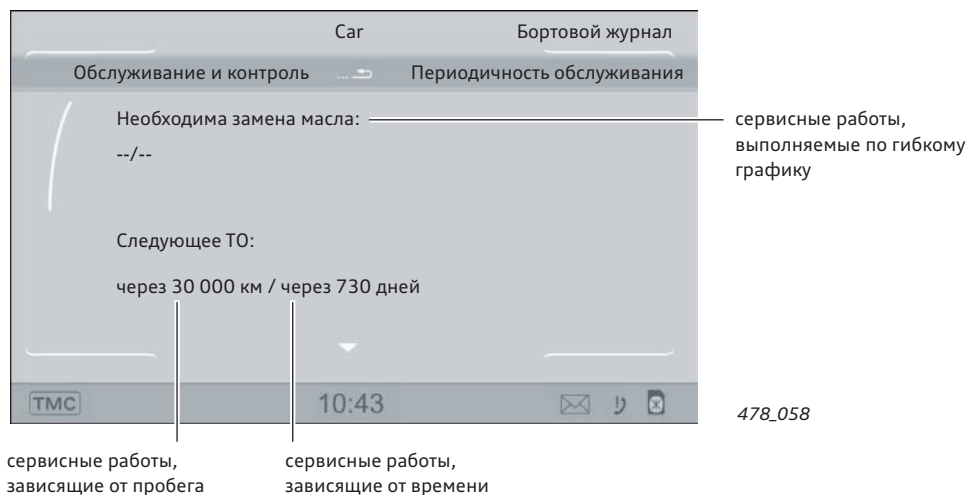 Car Бортовой журнал
Обслуживание и контроль ... Периодичность обслуживания
Необходима замена масла:
--/--
сервисные работы,
выполняемые по гибкому
графику
Следующее ТО:
через 30 000 км / через 730 дней
TMC 10:43
478_058
сервисные работы,
зависящие от пробега
сервисные работы,
зависящие от времени